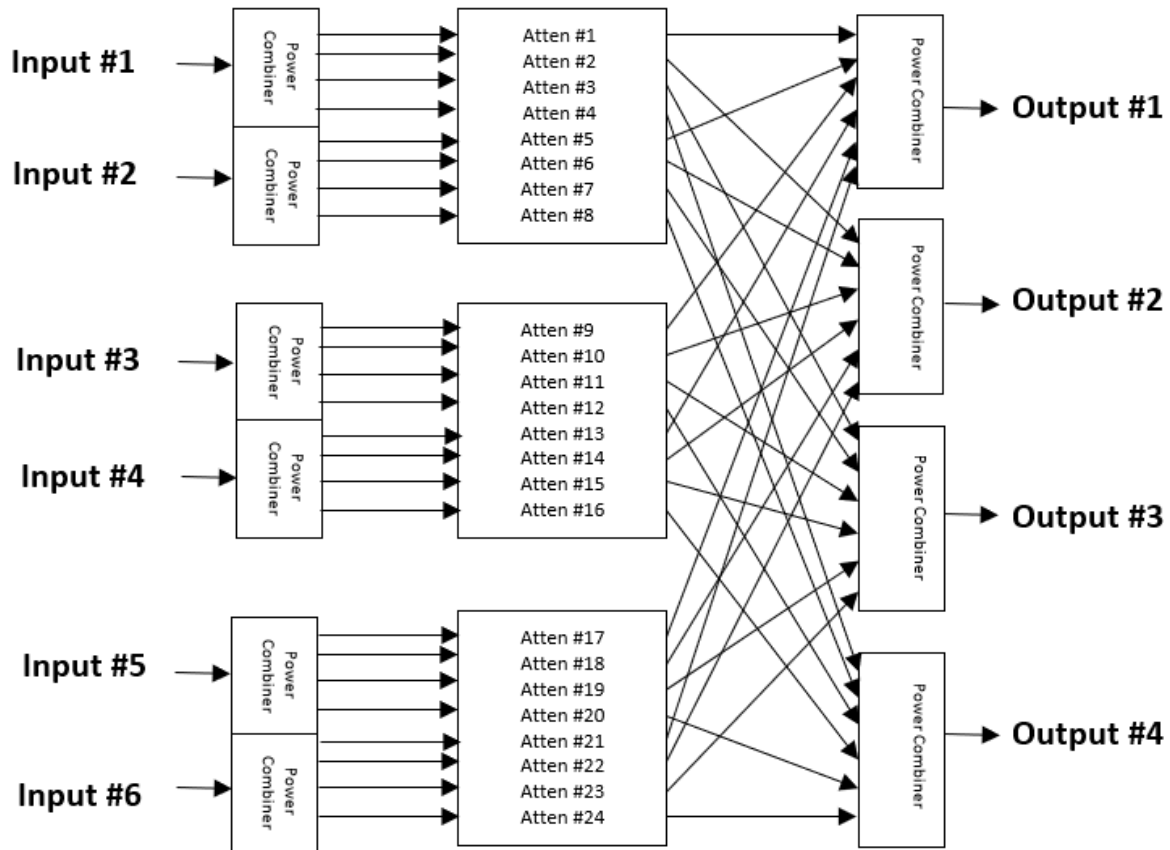 Input #1
Power
Combiner
Input #2
Power
Combiner
Atten #1
Atten #2
Atten #3
Atten #4
Atten #5
Atten #6
Atten #7
Atten #8
Power Combiner
Output #1
Power Combiner
Output #2
Input #3
Power
Combiner
Input #4
Power
Combiner
Atten #9
Atten #10
Atten #11
Atten #12
Atten #13
Atten #14
Atten #15
Atten #16
Power Combiner
Output #3
Input #5
Power
Combiner
Input #6
Power
Combiner
Atten #17
Atten #18
Atten #19
Atten #20
Atten #21
Atten #22
Atten #23
Atten #24
Power Combiner
Output #4